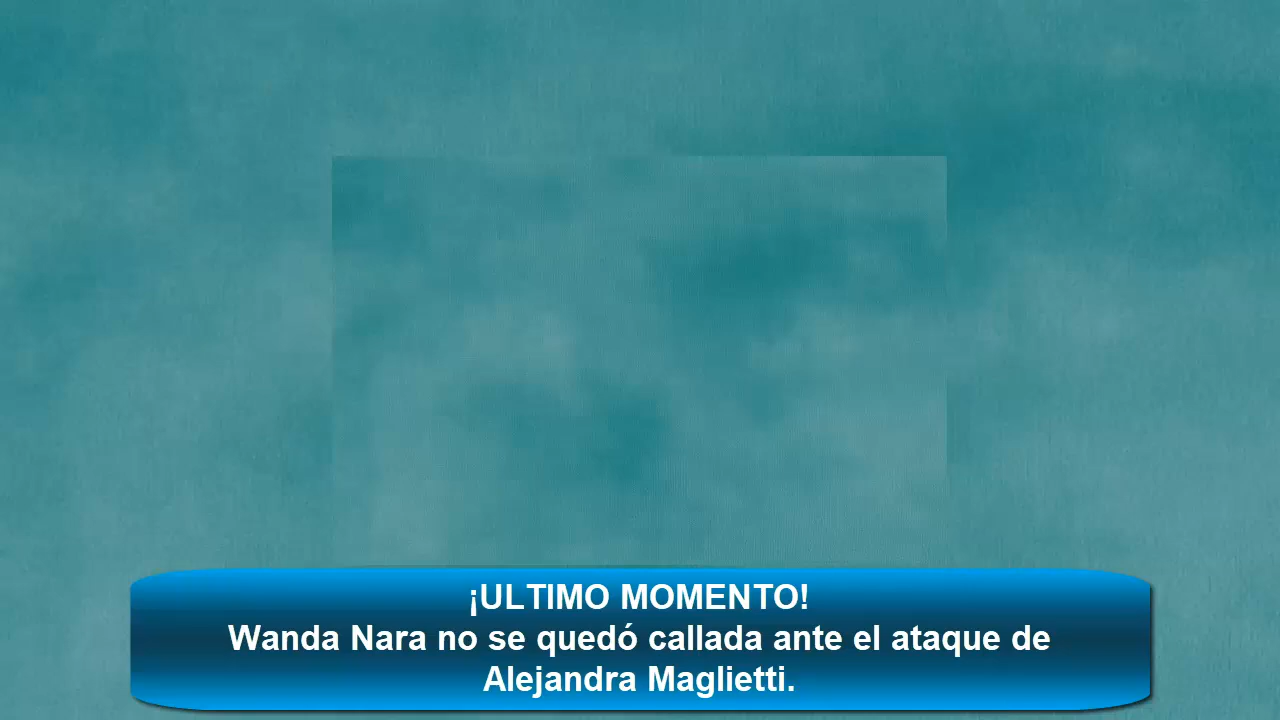 ¡ULTIMO MOMENTO!
Wanda Nara no se quedó callada ante el ataque de
Alejandra Maglietti.